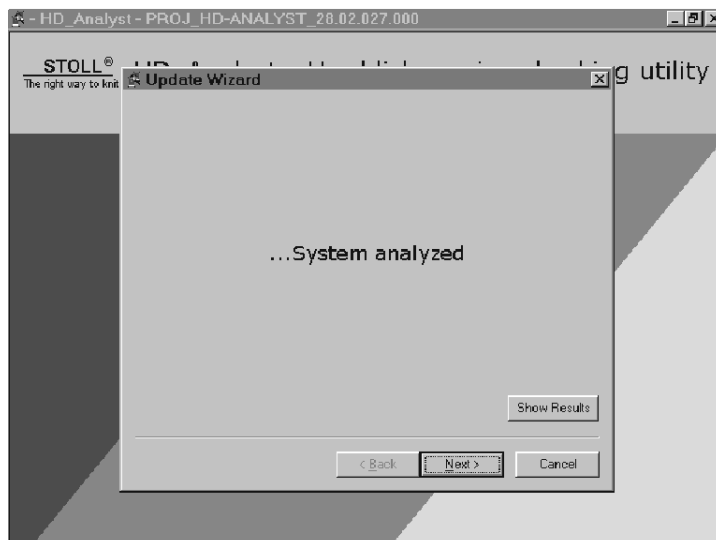 - HD_Analyst - PROJ_HD-ANALYST_28.02.027.000
STOLL®
The right way to knit
g utility
Update Wizard
...System analyzed
Show Results
< Back
Next >
Cancel